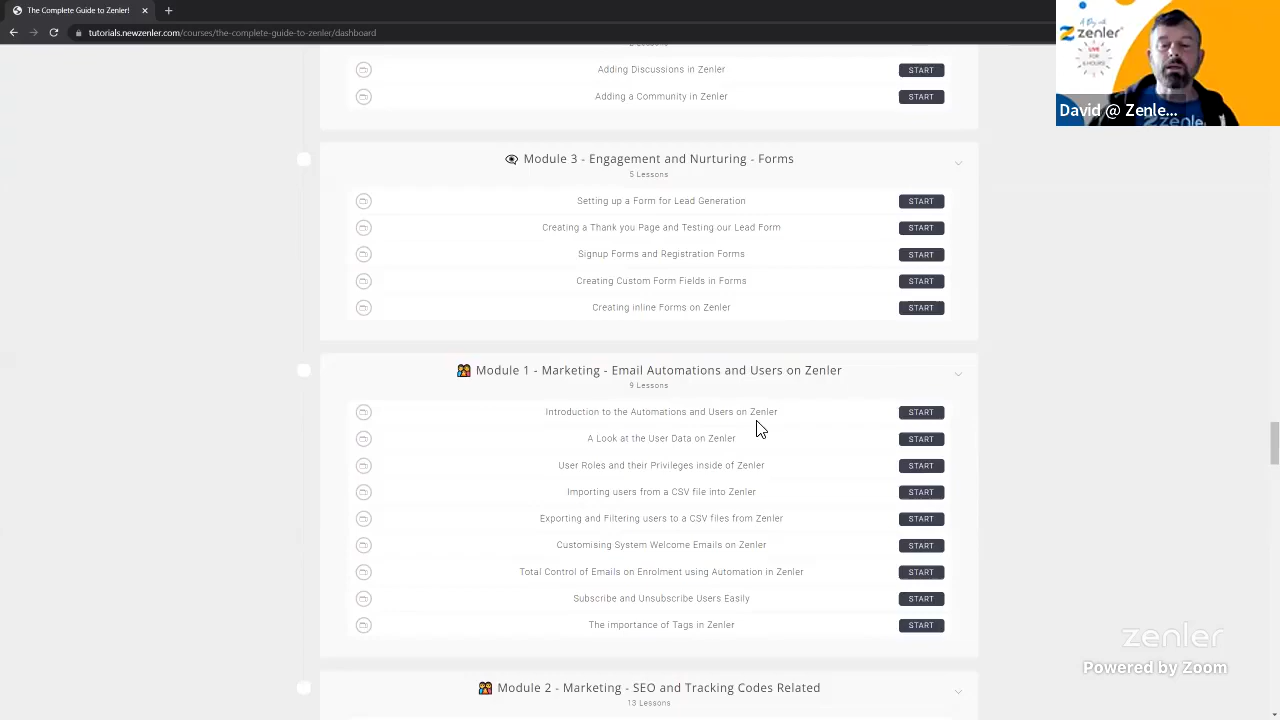 The Complete Guide to Zenler!
tutorials.newzenler.com/courses/the-complete-guide-to-zenler/dashboard
Adding Discussions in Zenler START
Adding a Community in Zenler START
Module 3 - Engagement and Nurturing - Forms
5 Lessons
Setting up a Form for Lead Generation START
Creating a Thank you Page and Testing our Lead Form START
Signup Forms and Registration Forms START
Creating Custom Form Fields in Forms START
Creating Inline Forms on Zenler START
Module 1 - Marketing - Email Automations and Users on Zenler
9 Lessons
Introduction to the Automations and Users on Zenler START
A Look at the User Data on Zenler START
User Roles and their Privileges inside of Zenler START
Importing users from a CSV file into Zenler START
Exporting and Filtering users to a CSV files from Zenler START
Customising System Welcome Emails on Zenler START
Total Control of Emails on Enrolment using Automation in Zenler START
Subscribe and Unsubscribe Users Easily START
The importance of Tags in Zenler START
Module 2 - Marketing - SEO and Tracking Codes Related
13 Lessons
A Day with
zenler
LIVE
FOR
6 HOURS!
zenler
David @ Zenle...
zenler
Powered by Zoom